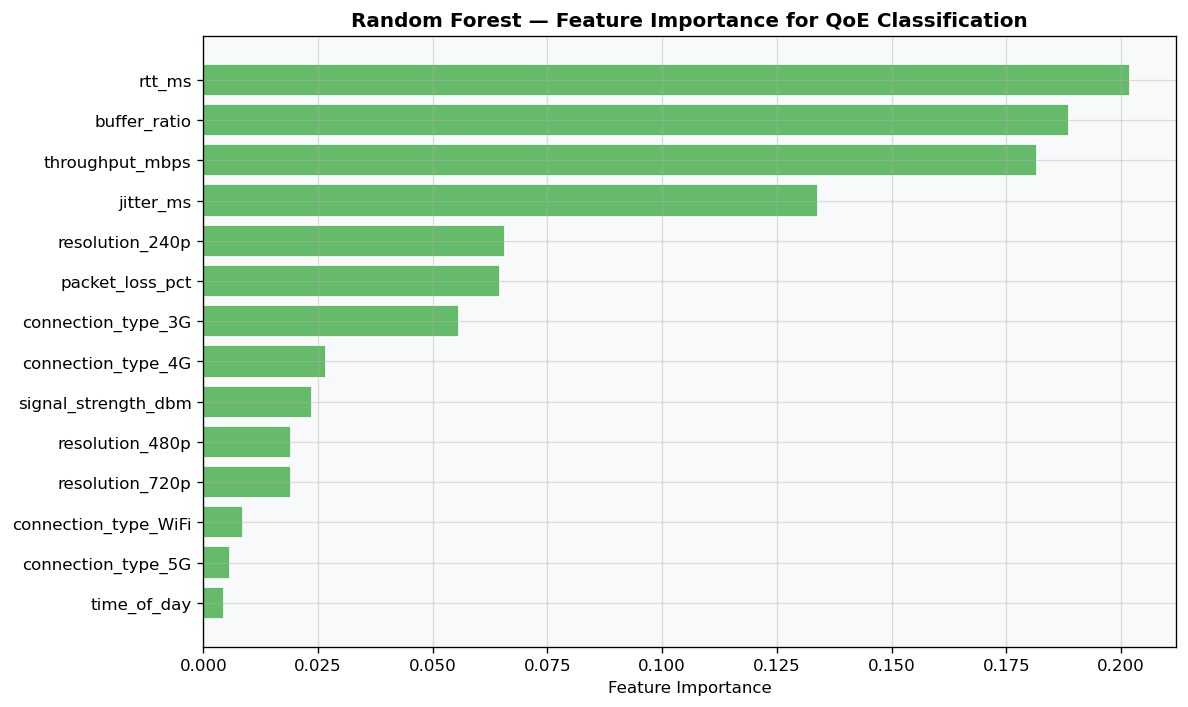 Random Forest — Feature Importance for QoE Classification
rtt_ms
buffer_ratio
throughput_mbps
jitter_ms
resolution_240p
packet_loss_pct
connection_type_3G
connection_type_4G
signal_strength_dbm
resolution_480p
resolution_720p
connection_type_WiFi
connection_type_5G
time_of_day
0.000 0.025 0.050 0.075 0.100 0.125 0.150 0.175 0.200
Feature Importance